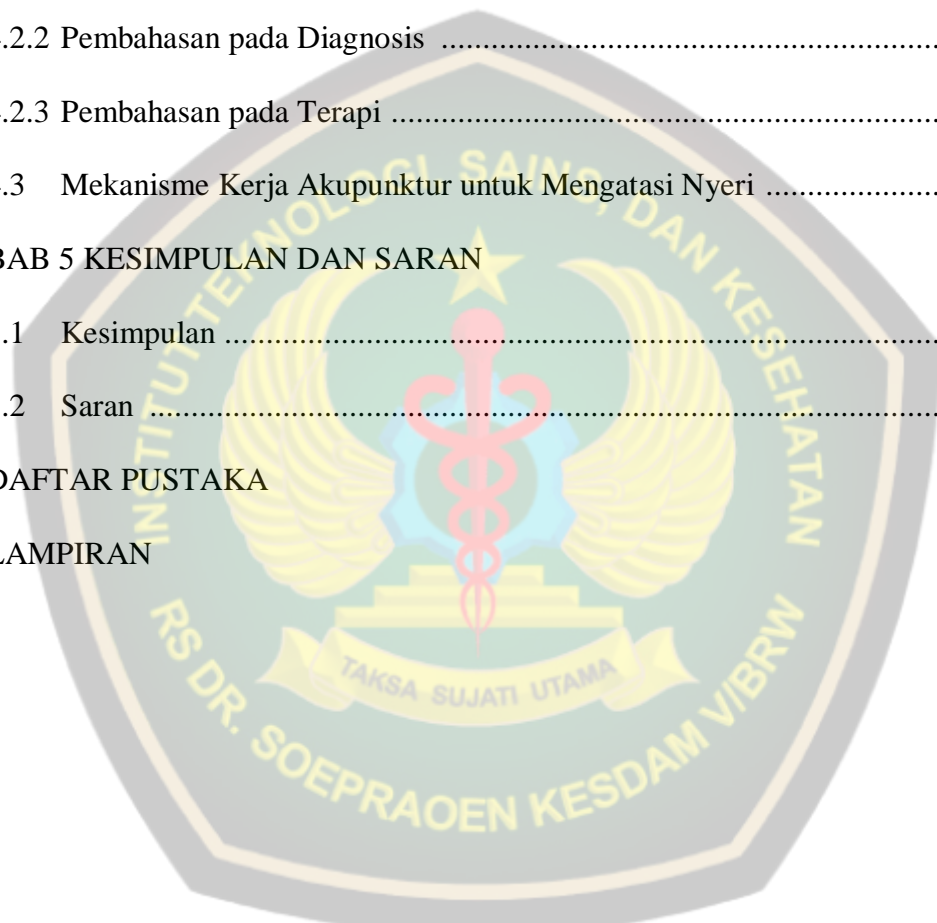 .2.2 Pembahasan pada Diagnosis ................................................................
.2.3 Pembahasan pada Terapi ................................................................
.3 Mekanisme Kerja Akupunktur untuk Mengatasi Nyeri ................
BAB 5 KESIMPULAN DAN SARAN
.1 Kesimpulan ................................................................
.2 Saran ................................................................
DAFTAR PUSTAKA
LAMPIRAN
INSTITUT TEKNOLOGI, SAINS, DAN KESEHATAN
TAKSA SUJATI UTAMA
RS DR. SOEPRAOEN KESDAM V/BRW